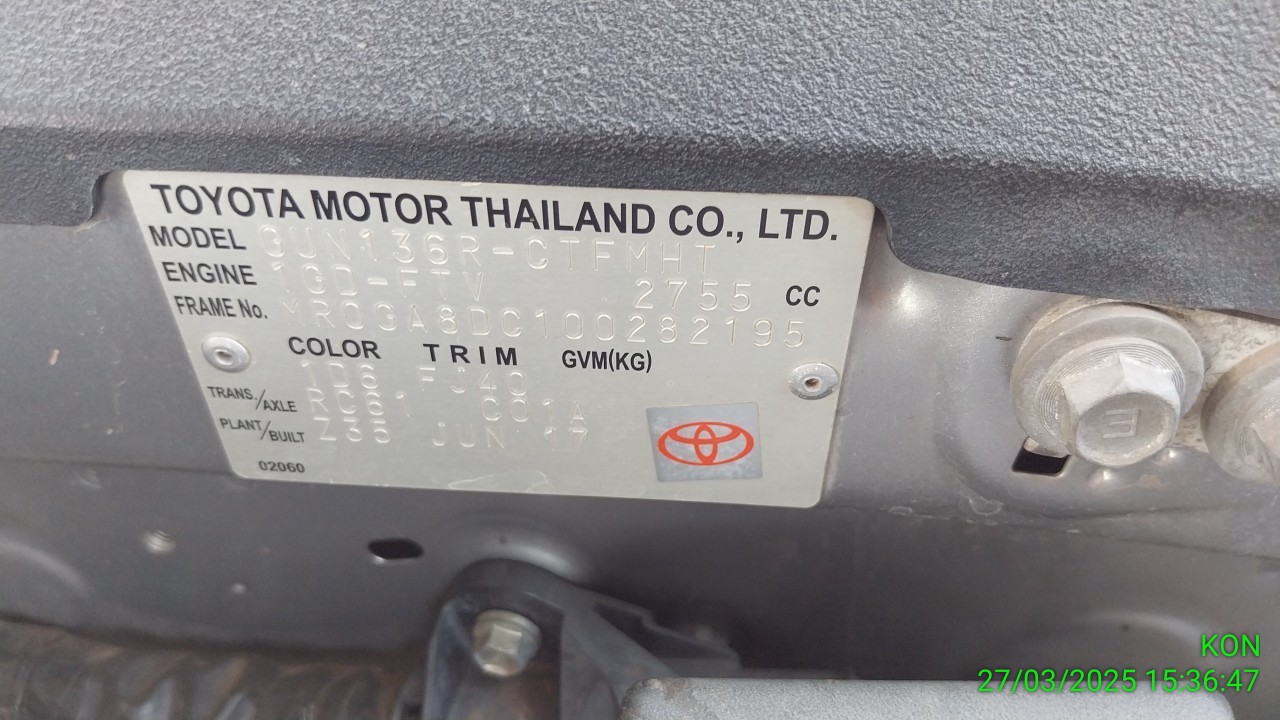 TOYOTA MOTOR THAILAND CO., LTD.
MODEL GUN136R-CTFMHT
ENGINE 1GD-FTV 2755 CC
FRAME No. MR0GA8DC100282195
COLOR TRIM GVM(KG)
1D6 FJ40
TRANS./AXLE RC61 C01A
PLANT/BUILT Z35 JUN 17
02060
E
KON
27/03/2025 15:36:47